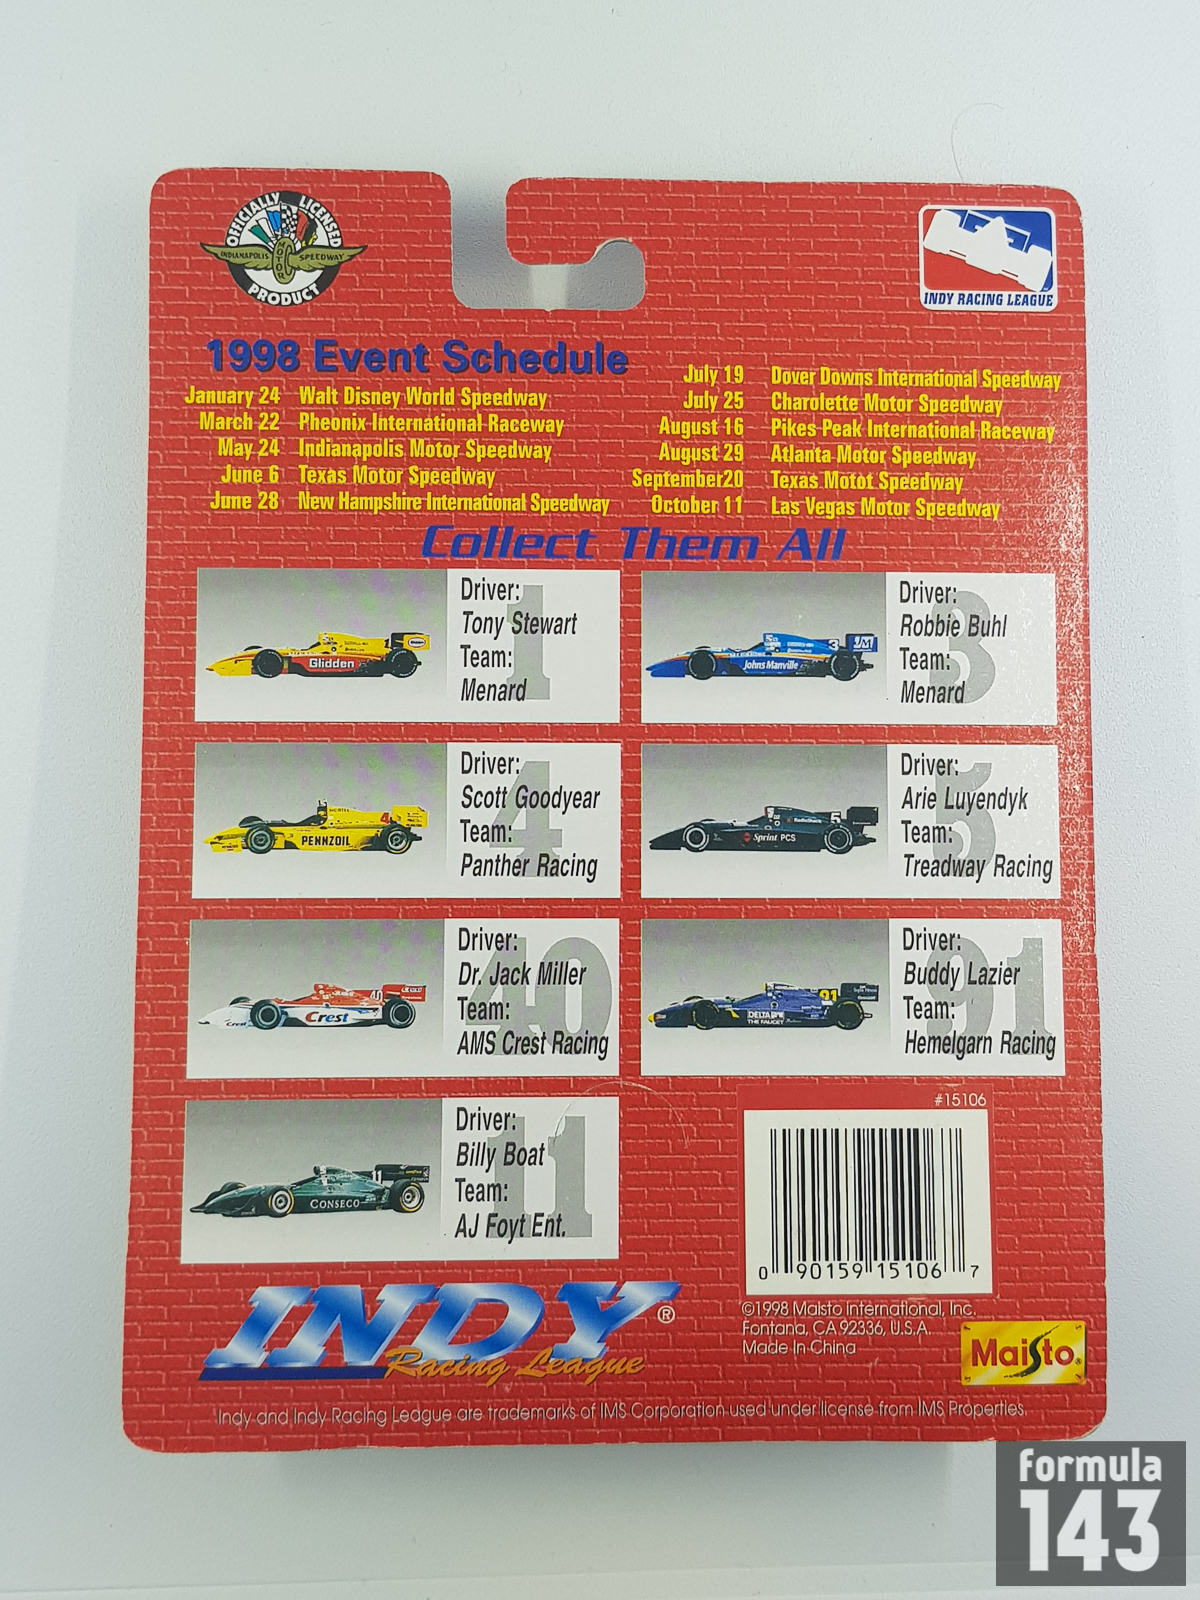 OFFICIALLY LICENSED
INDIANAPOLIS MOTOR SPEEDWAY
PRODUCT
INDY RACING LEAGUE
1998 Event Schedule
January 24 Walt Disney World Speedway
March 22 Pheonix International Raceway
May 24 Indianapolis Motor Speedway
June 6 Texas Motor Speedway
June 28 New Hampshire International Speedway
July 19 Dover Downs International Speedway
July 25 Charolette Motor Speedway
August 16 Pikes Peak International Raceway
August 29 Atlanta Motor Speedway
September20 Texas Motot Speedway
October 11 Las Vegas Motor Speedway
Collect Them All
Glidden
1
Driver:
Tony Stewart
Team:
Menard
3
JM
Johns Manville
3
Driver:
Robbie Buhl
Team:
Menard
4
PENNZOIL
4
Driver:
Scott Goodyear
Team:
Panther Racing
5
Sprint PCS
5
Driver:
Arie Luyendyk
Team:
Treadway Racing
40
Crest
Crest
40
Driver:
Dr. Jack Miller
Team:
AMS Crest Racing
91
DELTA
THE FAUCET
91
Driver:
Buddy Lazier
Team:
Hemelgarn Racing
11
CONSECO
11
Driver:
Billy Boat
Team:
AJ Foyt Ent.
#15106
0 90159 15106 7
INDY®
Racing League
©1998 Maisto International, Inc.
Fontana, CA 92336, U.S.A.
Made In China
Maisto®
Indy and Indy Racing League are trademarks of IMS Corporation used under license from IMS Properties.
formula
143